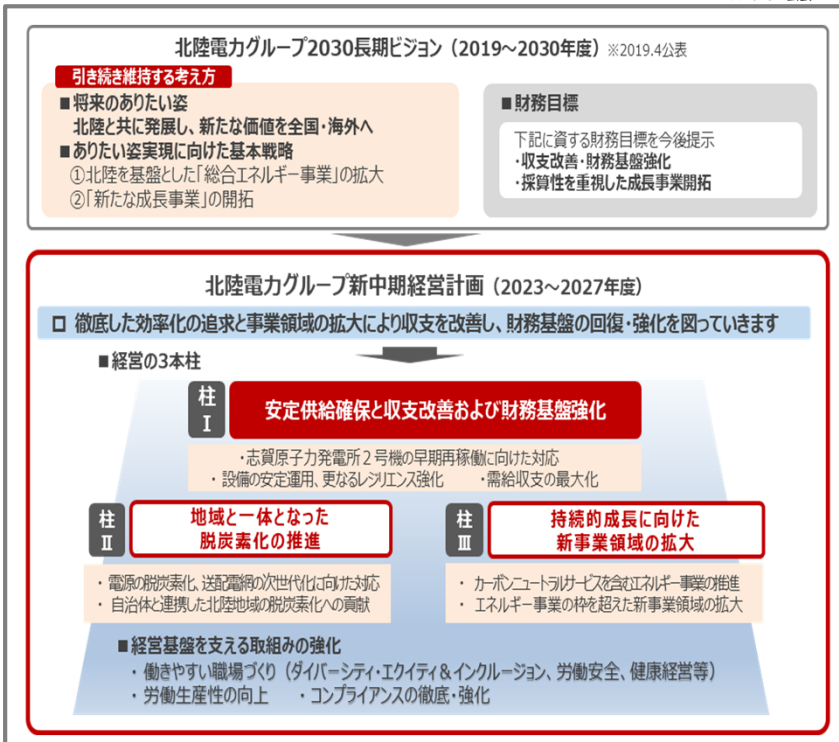 北陸電力グループ2030長期ビジョン（2019～2030年度）※2019.4公表
引き続き維持する考え方
■将来のありたい姿
北陸と共に発展し、新たな価値を全国・海外へ
■ありたい姿実現に向けた基本戦略
①北陸を基盤とした「総合エネルギー事業」の拡大
②「新たな成長事業」の開拓
■財務目標
下記に資する財務目標を今後提示
・収支改善・財務基盤強化
・採算性を重視した成長事業開拓
北陸電力グループ新中期経営計画（2023～2027年度）
□ 徹底した効率化の追求と事業領域の拡大により収支を改善し、財務基盤の回復・強化を図っていきます
■経営の3本柱
柱Ⅰ
安定供給確保と収支改善および財務基盤強化
・志賀原子力発電所２号機の早期再稼働に向けた対応
・設備の安定運用、更なるレジリエンス強化 ・需給収支の最大化
柱Ⅱ
地域と一体となった
脱炭素化の推進
・ 電源の脱炭素化、送配電網の次世代化に向けた対応
・ 自治体と連携した北陸地域の脱炭素化への貢献
柱Ⅲ
持続的成長に向けた
新事業領域の拡大
・ カーボンニュートラルサービスを含むエネルギー事業の推進
・ エネルギー事業の枠を超えた新事業領域の拡大
■経営基盤を支える取組みの強化
・働きやすい職場づくり（ダイバーシティ・エクイティ＆インクルージョン、労働安全、健康経営等）
・労働生産性の向上 ・コンプライアンスの徹底・強化